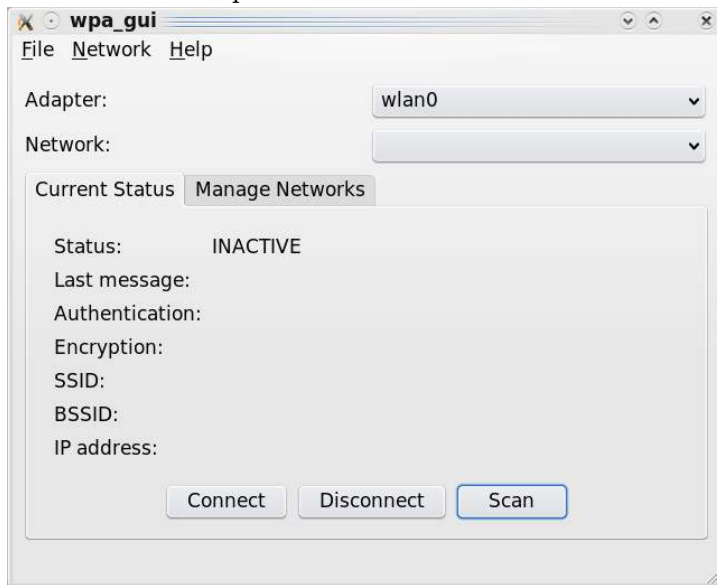 wpa_gui
File Network Help
Adapter: wlan0
Network:
Current Status Manage Networks
Status: INACTIVE
Last message:
Authentication:
Encryption:
SSID:
BSSID:
IP address:
Connect Disconnect Scan